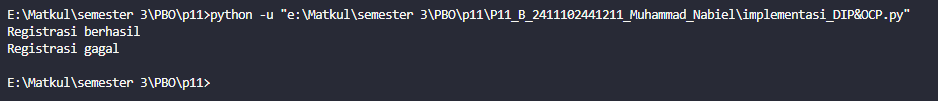 E:\Matkul\semester 3\PBO\p11>python -u "e:\Matkul\semester 3\PBO\p11\P11_B_2411102441211_Muhammad_Nabiel\implementasi_DIP&OCP.py"
Registrasi berhasil
Registrasi gagal
E:\Matkul\semester 3\PBO\p11>